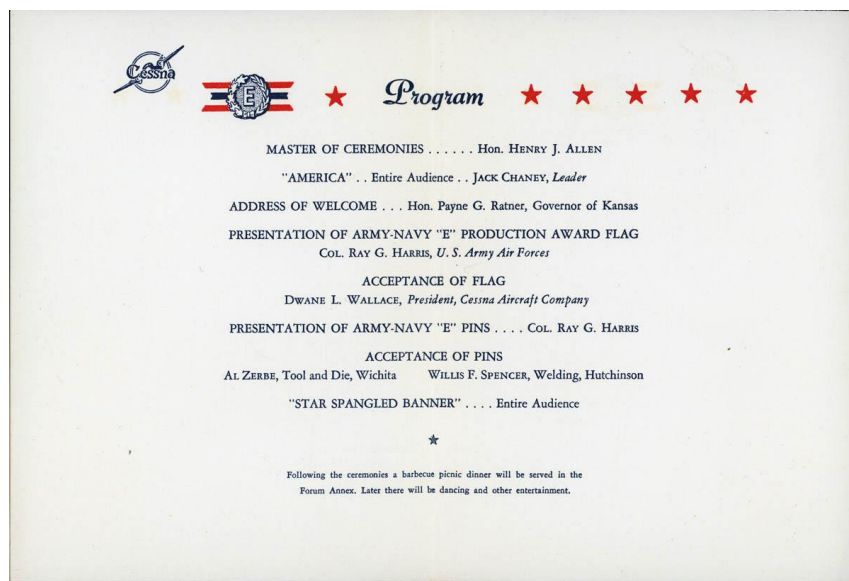 Cessna
E
Program
MASTER OF CEREMONIES . . . . . . Hon. HENRY J. ALLEN
"AMERICA" . . Entire Audience . . JACK CHANEY, Leader
ADDRESS OF WELCOME . . . Hon. Payne G. Ratner, Governor of Kansas
PRESENTATION OF ARMY-NAVY "E" PRODUCTION AWARD FLAG
COL. RAY G. HARRIS, U. S. Army Air Forces
ACCEPTANCE OF FLAG
DWANE L. WALLACE, President, Cessna Aircraft Company
PRESENTATION OF ARMY-NAVY "E" PINS . . . . COL. RAY G. HARRIS
ACCEPTANCE OF PINS
AL ZERBE, Tool and Die, Wichita WILLIS F. SPENCER, Welding, Hutchinson
"STAR SPANGLED BANNER" . . . . Entire Audience
Following the ceremonies a barbecue picnic dinner will be served in the
Forum Annex. Later there will be dancing and other entertainment.